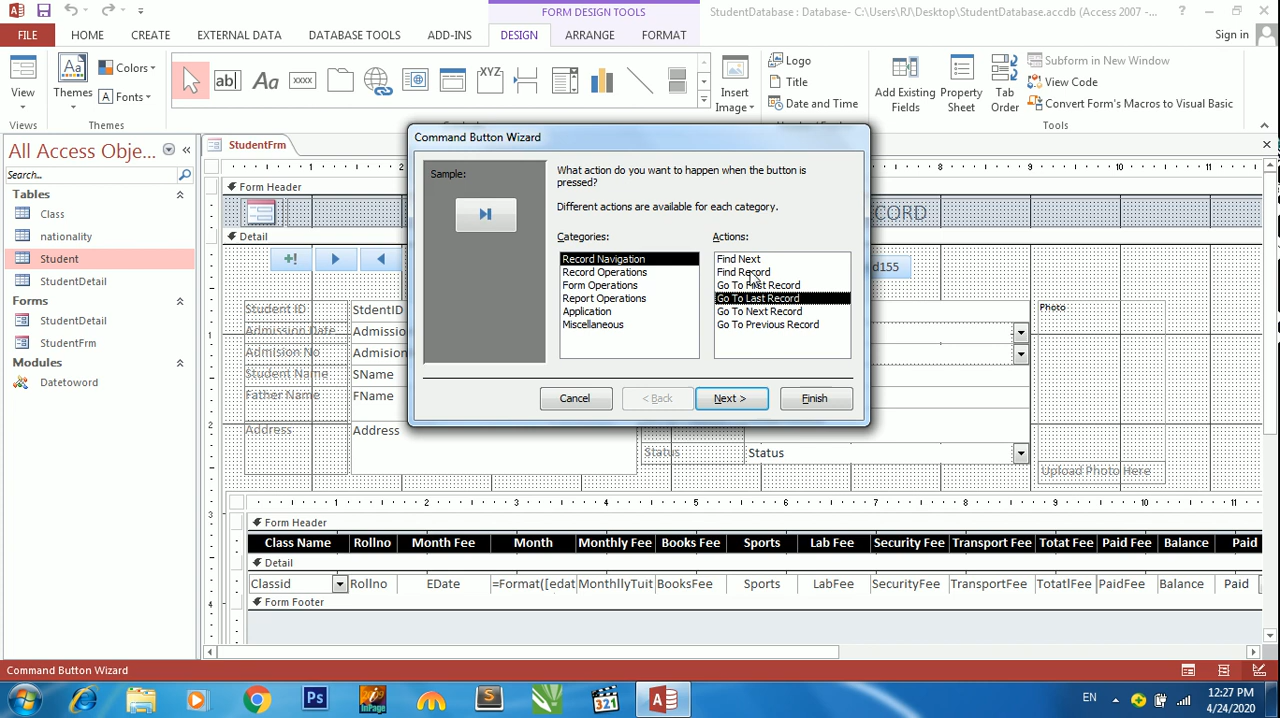 FORM DESIGN TOOLS
StudentDatabase : Database- C:\Users\RJ\Desktop\StudentDatabase.accdb (Access 2007 -...
FILE HOME CREATE EXTERNAL DATA DATABASE TOOLS ADD-INS DESIGN ARRANGE FORMAT Sign in
View
Views
Themes
Colors
Fonts
Themes
ab|
Aa
xxxx
XYZ
Insert
Image
Logo
Title
Date and Time
Add Existing
Fields
Property
Sheet
Tab
Order
Subform in New Window
View Code
Convert Form's Macros to Visual Basic
Tools
All Access Obje...
Search...
Tables
Class
nationality
Student
StudentDetail
Forms
StudentDetail
StudentFrm
Modules
Datetoword
StudentFrm
Form Header
CORD
Detail
d155
Student ID StdentID
Admission Date Admissio
Admision No Admision
Student Name SName
Father Name FName
Address Address
Status Status
Photo
Upload Photo Here
Command Button Wizard
Sample:
What action do you want to happen when the button is
pressed?
Different actions are available for each category.
Categories:
Record Navigation
Record Operations
Form Operations
Report Operations
Application
Miscellaneous
Actions:
Find Next
Find Record
Go To First Record
Go To Last Record
Go To Next Record
Go To Previous Record
Cancel < Back Next > Finish
Form Header
Class Name Rollno Month Fee Month Monthly Fee Books Fee Sports Lab Fee Security Fee Transport Fee Totat Fee Paid Fee Balance Paid
Detail
Classid Rollno EDate =Format([edat MonthllyTuit BooksFee Sports LabFee SecurityFee TransportFee TotatlFee PaidFee Balance Paid
Form Footer
Command Button Wizard
EN
12:27 PM
4/24/2020